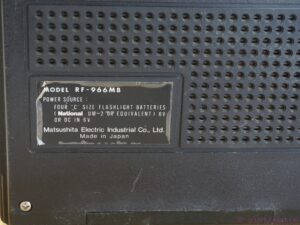 MODEL RF-966MB
POWER SOURCE :
FOUR "C" SIZE FLASHLIGHT BATTERIES
(National UM-2 OR EQUIVALENT) 6V
OR DC IN 6V
Matsushita Electric Industrial Co., Ltd.
Made in Japan